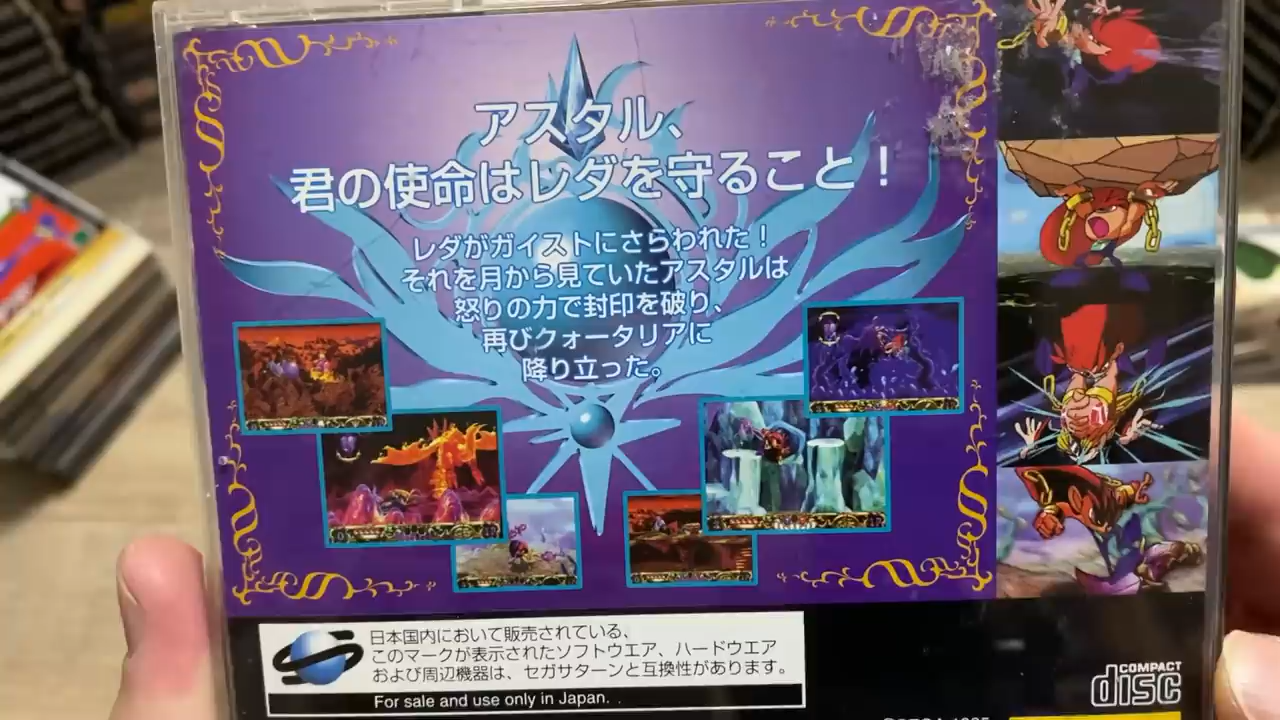 アスタル、
君の使命はレダを守ること！
レダがガイストにさらわれた！
それを月から見ていたアスタルは
怒りの力で封印を破り、
再びクォータリアに
降り立った。
日本国内において販売されている、
このマークが表示されたソフトウエア、ハードウエア
および周辺機器は、セガサターンと互換性があります。
For sale and use only in Japan.
COMPACT
disc